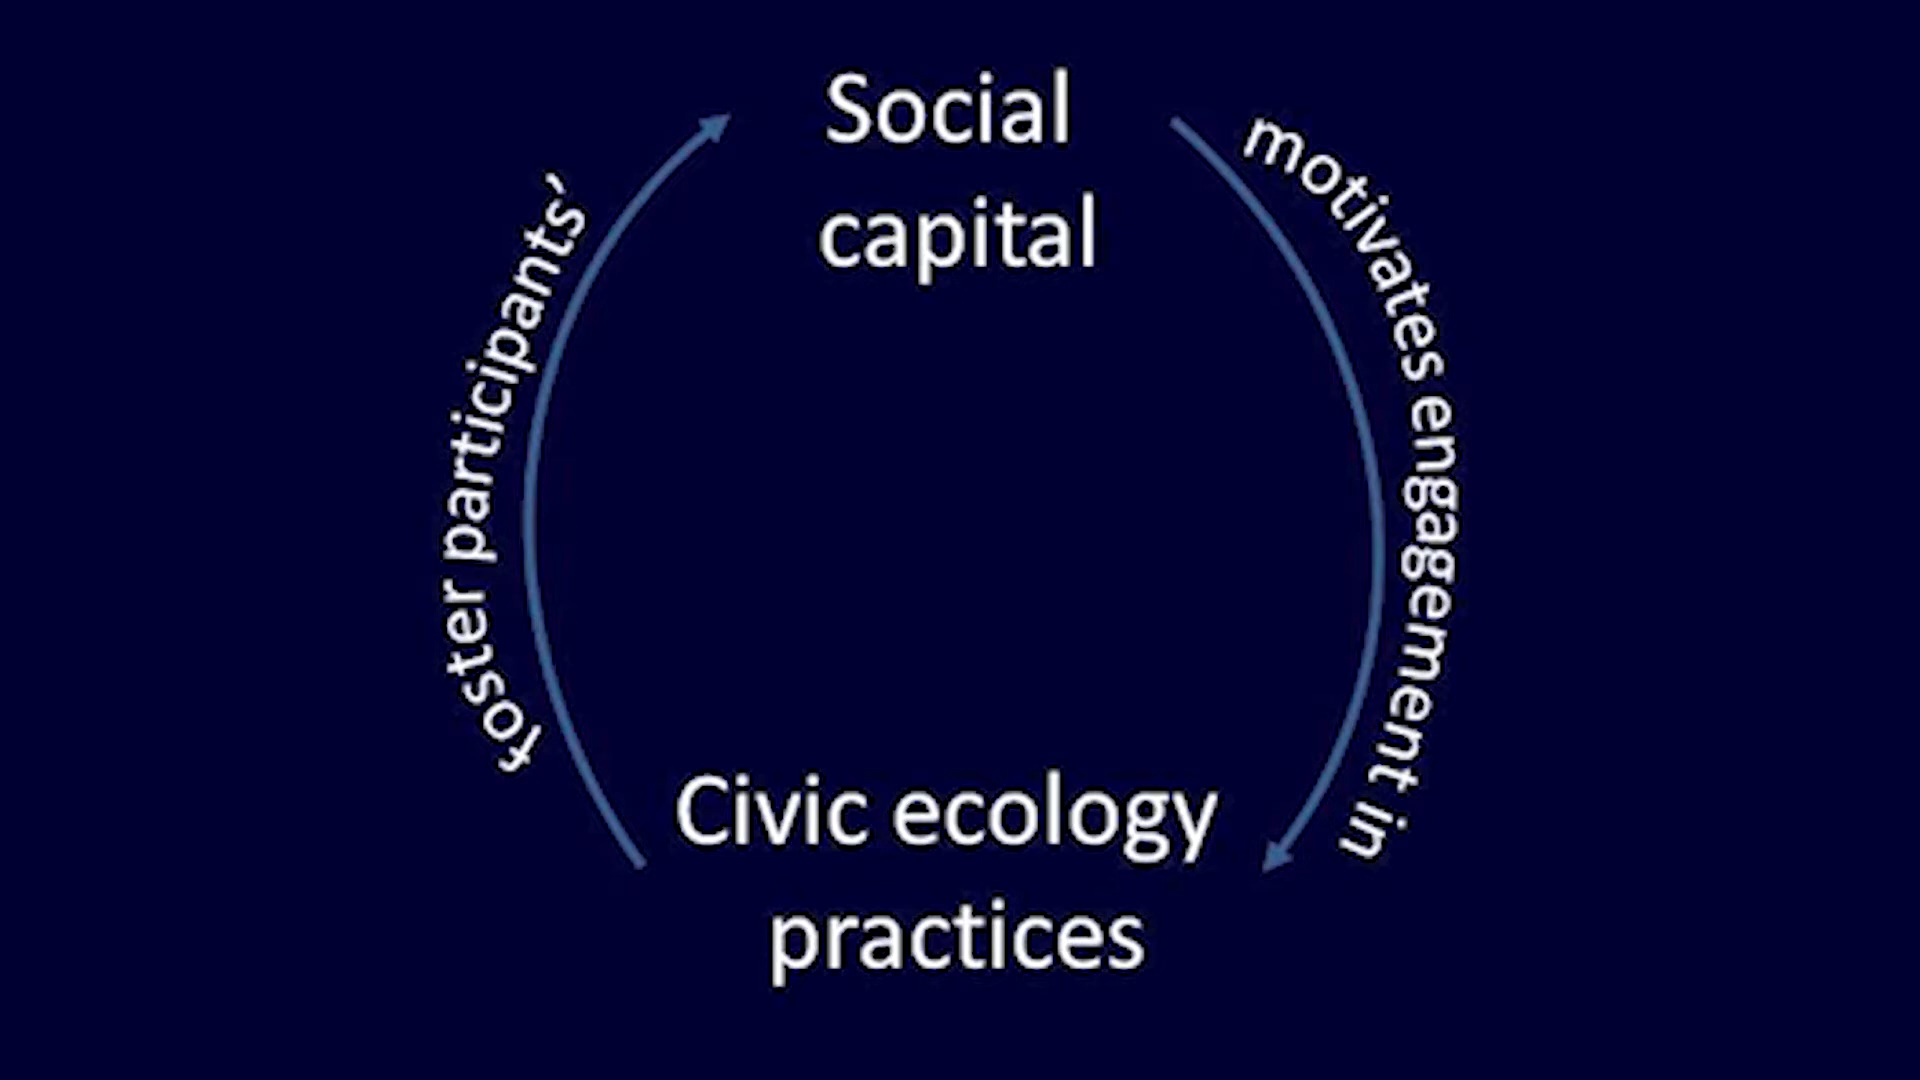 Social
capital
motivates engagement in
Civic ecology
practices
foster participants’